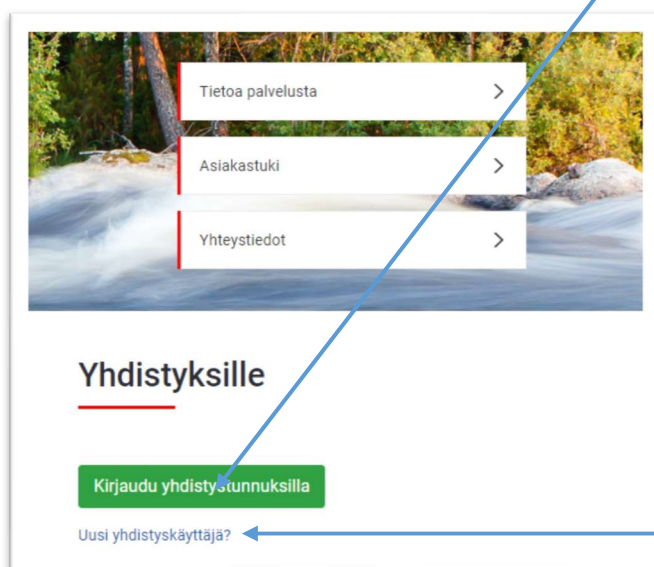 Tietoa palvelusta
Asiakastuki
Yhteystiedot
Yhdistyksille
Kirjaudu yhdistystunnuksilla
Uusi yhdistyskäyttäjä?